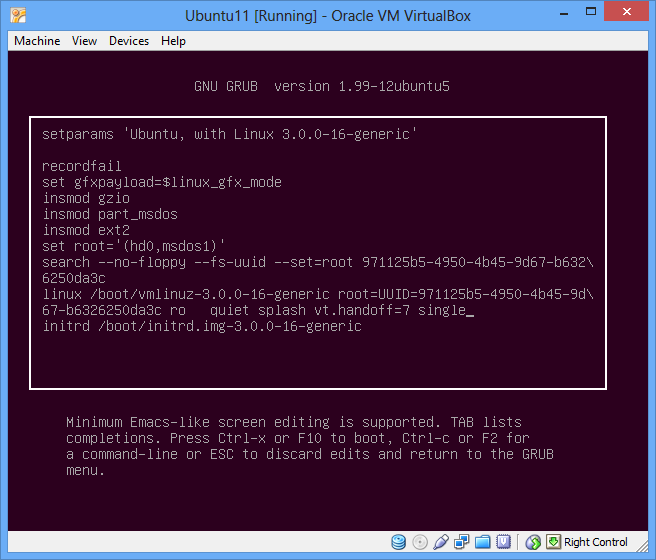 Ubuntu11 [Running] - Oracle VM VirtualBox
Machine View Devices Help
GNU GRUB  version 1.99-12ubuntu5
setparams 'Ubuntu, with Linux 3.0.0-16-generic'
recordfail
set gfxpayload=$linux_gfx_mode
insmod gzio
insmod part_msdos
insmod ext2
set root='(hd0,msdos1)'
search --no-floppy --fs-uuid --set=root 971125b5-4950-4b45-9d67-b632\
6250da3c
linux /boot/vmlinuz-3.0.0-16-generic root=UUID=971125b5-4950-4b45-9d\
67-b6326250da3c ro   quiet splash vt.handoff=7 single_
initrd /boot/initrd.img-3.0.0-16-generic
Minimum Emacs-like screen editing is supported. TAB lists
completions. Press Ctrl-x or F10 to boot, Ctrl-c or F2 for
a command-line or ESC to discard edits and return to the GRUB
menu.
Right Control